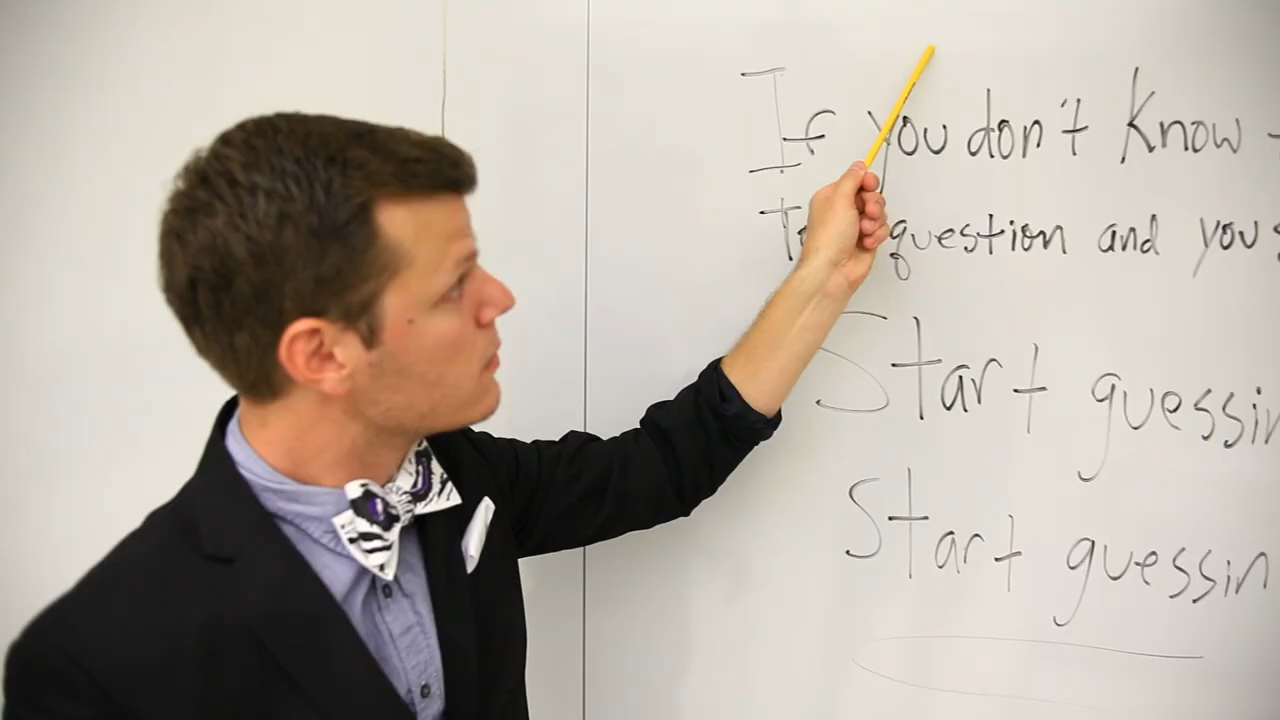 If you don't know
question and you
Start guessin
Start guessin